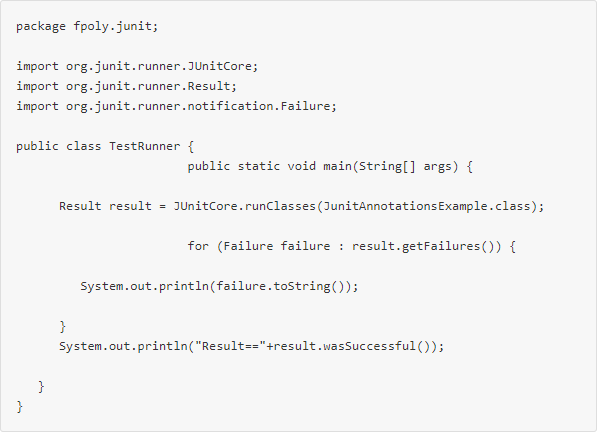 package fpoly.junit;
import org.junit.runner.JUnitCore;
import org.junit.runner.Result;
import org.junit.runner.notification.Failure;
public class TestRunner {
public static void main(String[] args) {
Result result = JUnitCore.runClasses(JunitAnnotationsExample.class);
for (Failure failure : result.getFailures()) {
System.out.println(failure.toString());
}
System.out.println("Result=="+result.wasSuccessful());
}
}